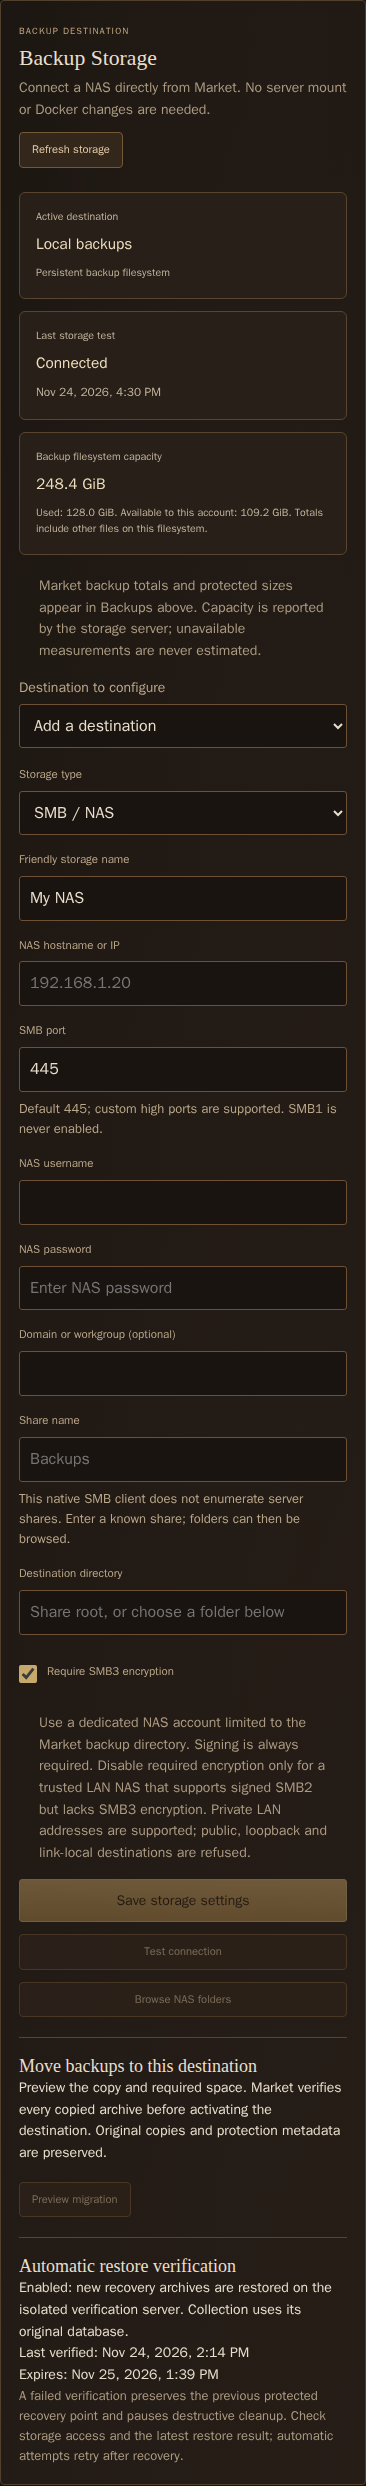 BACKUP DESTINATION
Backup Storage
Connect a NAS directly from Market. No server mount
or Docker changes are needed.
Refresh storage
Active destination
Local backups
Persistent backup filesystem
Last storage test
Connected
Nov 24, 2026, 4:30 PM
Backup filesystem capacity
248.4 GiB
Used: 128.0 GiB. Available to this account: 109.2 GiB. Totals
include other files on this filesystem.
Market backup totals and protected sizes
appear in Backups above. Capacity is reported
by the storage server; unavailable
measurements are never estimated.
Destination to configure
Add a destination
Storage type
SMB / NAS
Friendly storage name
My NAS
NAS hostname or IP
192.168.1.20
SMB port
445
Default 445; custom high ports are supported. SMB1 is
never enabled.
NAS username
NAS password
Enter NAS password
Domain or workgroup (optional)
Share name
Backups
This native SMB client does not enumerate server
shares. Enter a known share; folders can then be
browsed.
Destination directory
Share root, or choose a folder below
Require SMB3 encryption
Use a dedicated NAS account limited to the
Market backup directory. Signing is always
required. Disable required encryption only for a
trusted LAN NAS that supports signed SMB2
but lacks SMB3 encryption. Private LAN
addresses are supported; public, loopback and
link-local destinations are refused.
Save storage settings
Test connection
Browse NAS folders
Move backups to this destination
Preview the copy and required space. Market verifies
every copied archive before activating the
destination. Original copies and protection metadata
are preserved.
Preview migration
Automatic restore verification
Enabled: new recovery archives are restored on the
isolated verification server. Collection uses its
original database.
Last verified: Nov 24, 2026, 2:14 PM
Expires: Nov 25, 2026, 1:39 PM
A failed verification preserves the previous protected
recovery point and pauses destructive cleanup. Check
storage access and the latest restore result; automatic
attempts retry after recovery.